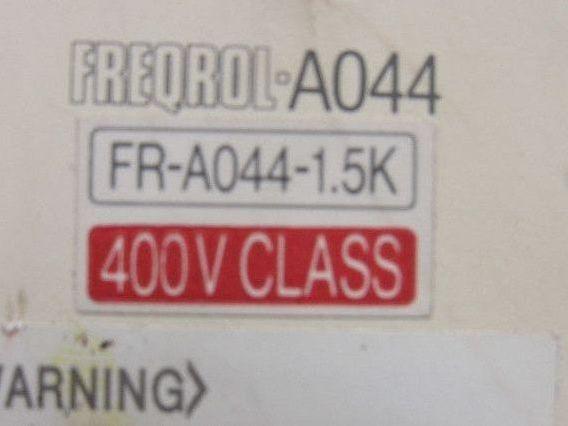 FREQROL-A044
FR-A044-1.5K
400V CLASS
ARNING〉